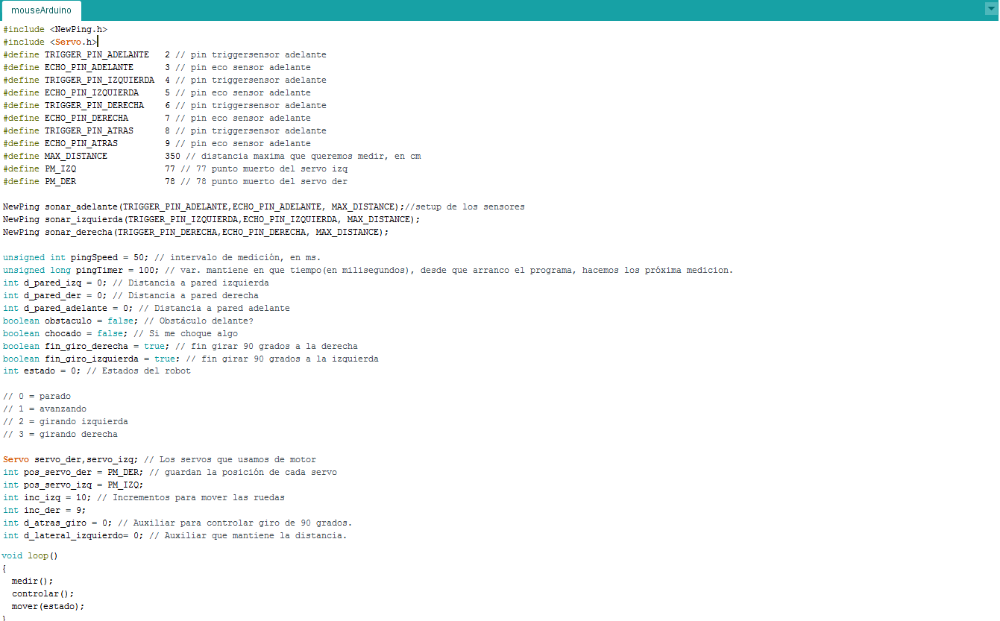 mouseArduino
#include <NewPing.h>
#include <Servo.h>
#define TRIGGER_PIN_ADELANTE   2 // pin triggersensor adelante
#define ECHO_PIN_ADELANTE      3 // pin eco sensor adelante
#define TRIGGER_PIN_IZQUIERDA  4 // pin triggersensor adelante
#define ECHO_PIN_IZQUIERDA     5 // pin eco sensor adelante
#define TRIGGER_PIN_DERECHA    6 // pin triggersensor adelante
#define ECHO_PIN_DERECHA       7 // pin eco sensor adelante
#define TRIGGER_PIN_ATRAS      8 // pin triggersensor adelante
#define ECHO_PIN_ATRAS         9 // pin eco sensor adelante
#define MAX_DISTANCE           350 // distancia maxima que queremos medir, en cm
#define PM_IZQ                 77 // 77 punto muerto del servo izq
#define PM_DER                 78 // 78 punto muerto del servo der
NewPing sonar_adelante(TRIGGER_PIN_ADELANTE,ECHO_PIN_ADELANTE, MAX_DISTANCE);//setup de los sensores
NewPing sonar_izquierda(TRIGGER_PIN_IZQUIERDA,ECHO_PIN_IZQUIERDA, MAX_DISTANCE);
NewPing sonar_derecha(TRIGGER_PIN_DERECHA,ECHO_PIN_DERECHA, MAX_DISTANCE);
unsigned int pingSpeed = 50; // intervalo de medición, en ms.
unsigned long pingTimer = 100; // var. mantiene en que tiempo(en milisegundos), desde que arranco el programa, hacemos los próxima medicion.
int d_pared_izq = 0; // Distancia a pared izquierda
int d_pared_der = 0; // Distancia a pared derecha
int d_pared_adelante = 0; // Distancia a pared adelante
boolean obstaculo = false; // Obstáculo delante?
boolean chocado = false; // Si me choque algo
boolean fin_giro_derecha = true; // fin girar 90 grados a la derecha
boolean fin_giro_izquierda = true; // fin girar 90 grados a la izquierda
int estado = 0; // Estados del robot
// 0 = parado
// 1 = avanzando
// 2 = girando izquierda
// 3 = girando derecha
Servo servo_der,servo_izq; // Los servos que usamos de motor
int pos_servo_der = PM_DER; // guardan la posición de cada servo
int pos_servo_izq = PM_IZQ;
int inc_izq = 10; // Incrementos para mover las ruedas
int inc_der = 9;
int d_atras_giro = 0; // Auxiliar para controlar giro de 90 grados.
int d_lateral_izquierdo= 0; // Auxiliar que mantiene la distancia.
void loop()
{
  medir();
  controlar();
  mover(estado);
}